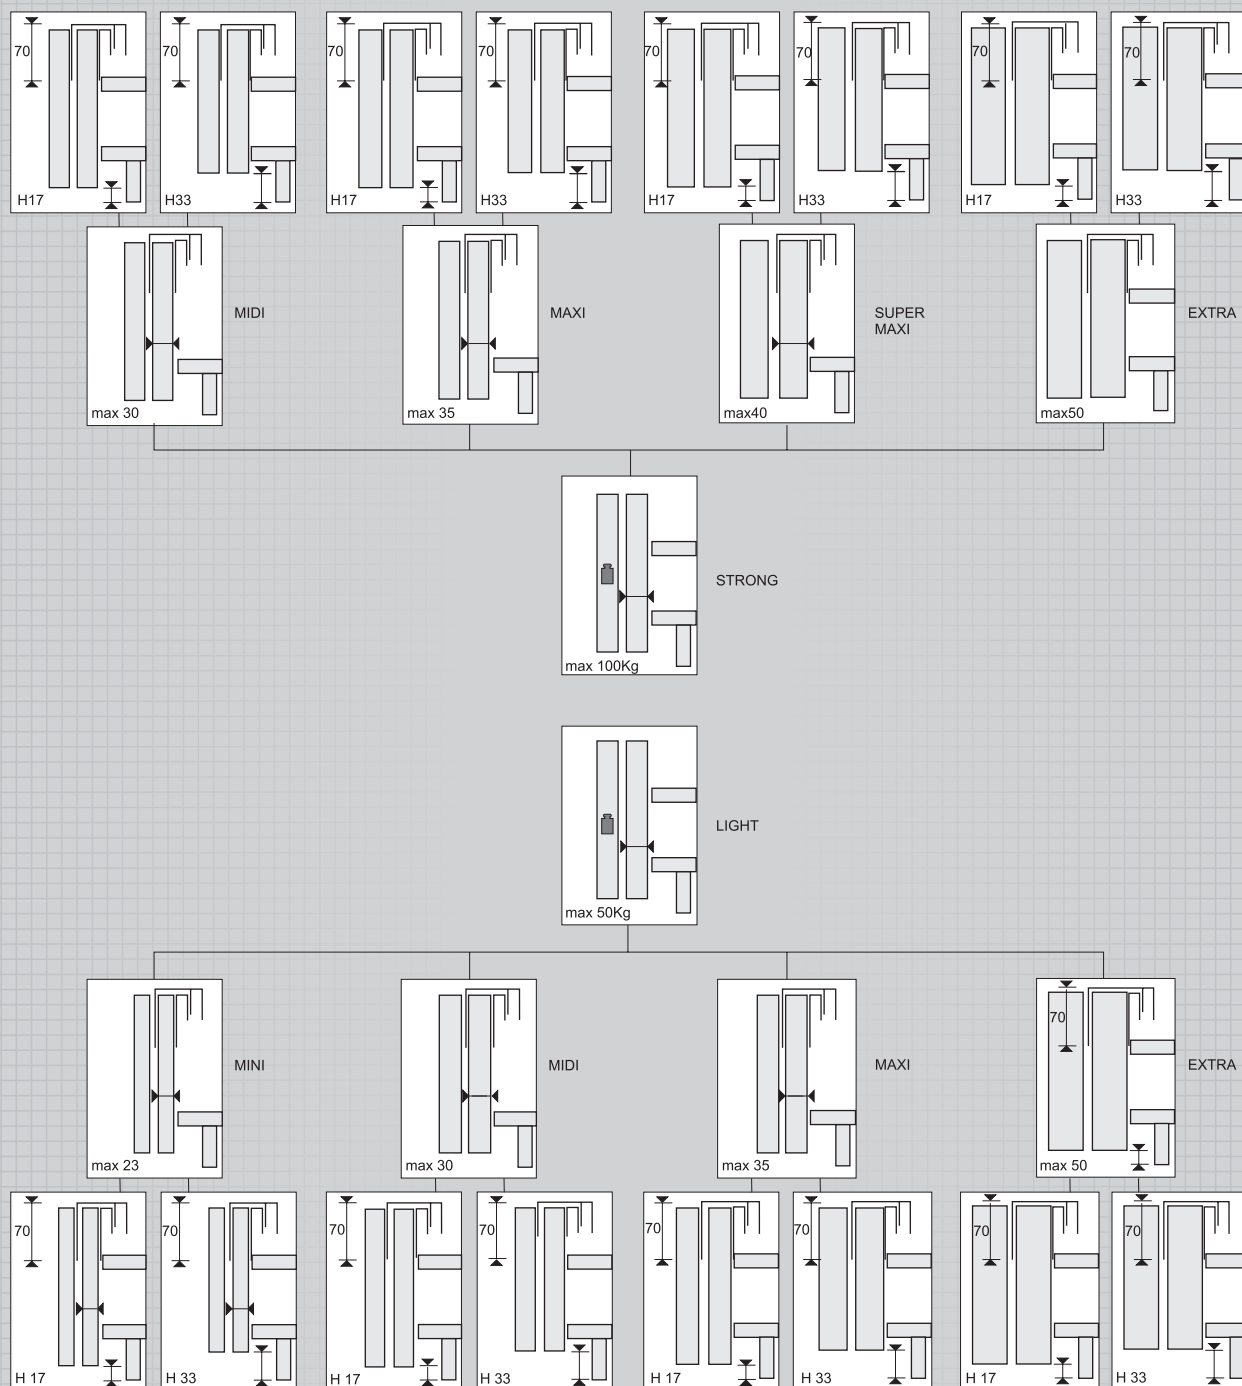 70
70
70
70
70
70
70
70
H17
H33
H17
H33
H17
H33
H17
H33
MIDI
MAXI
SUPER
MAXI
EXTRA
max 30
max 35
max40
max50
STRONG
max 100Kg
LIGHT
max 50Kg
70
MINI
MIDI
MAXI
EXTRA
max 23
max 30
max 35
max 50
70
70
70
70
70
70
70
70
H 17
H 33
H 17
H 33
H 17
H 33
H 17
H 33